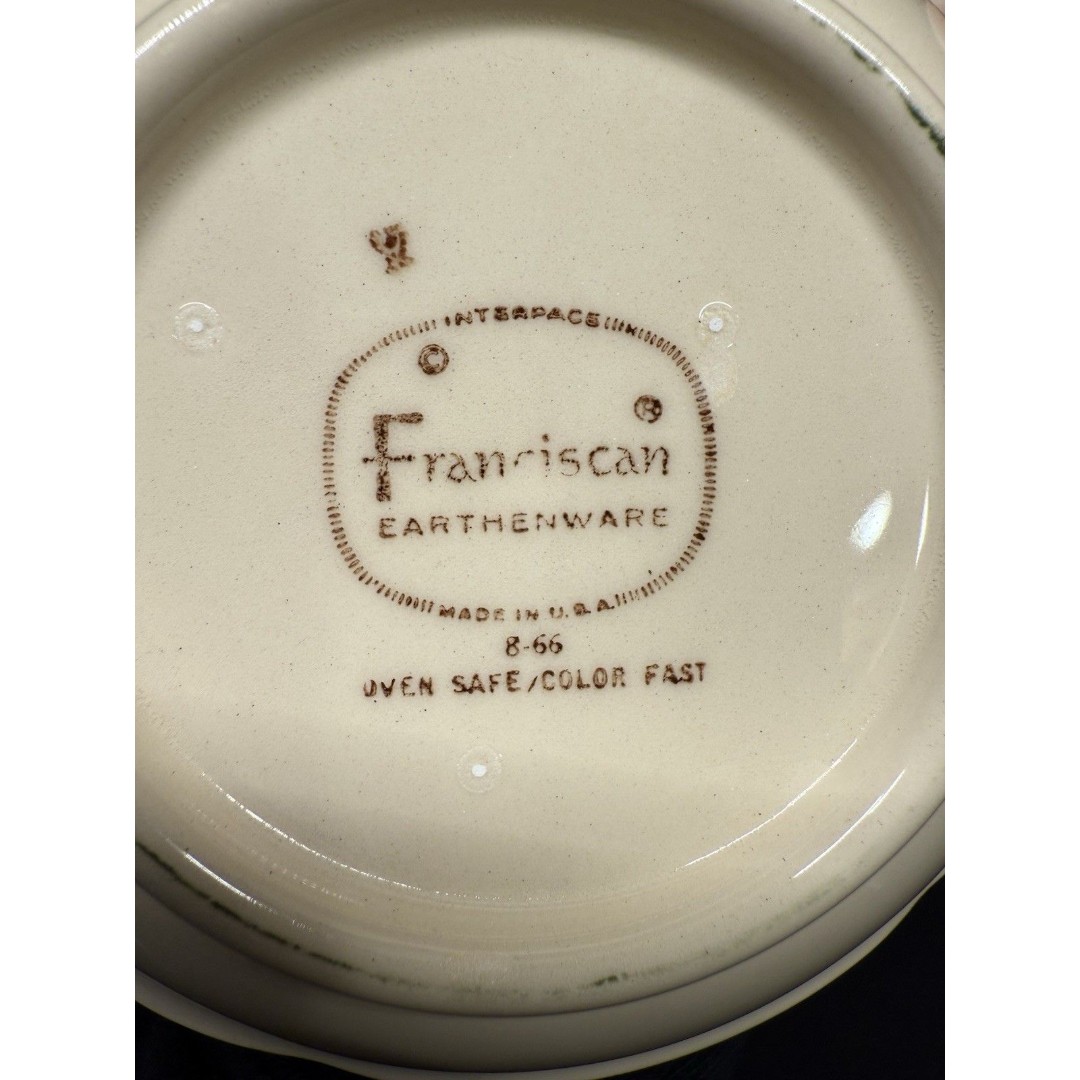 INTERPACE
©
®
Franciscan
EARTHENWARE
MADE IN U.S.A.
8-66
OVEN SAFE/COLOR FAST